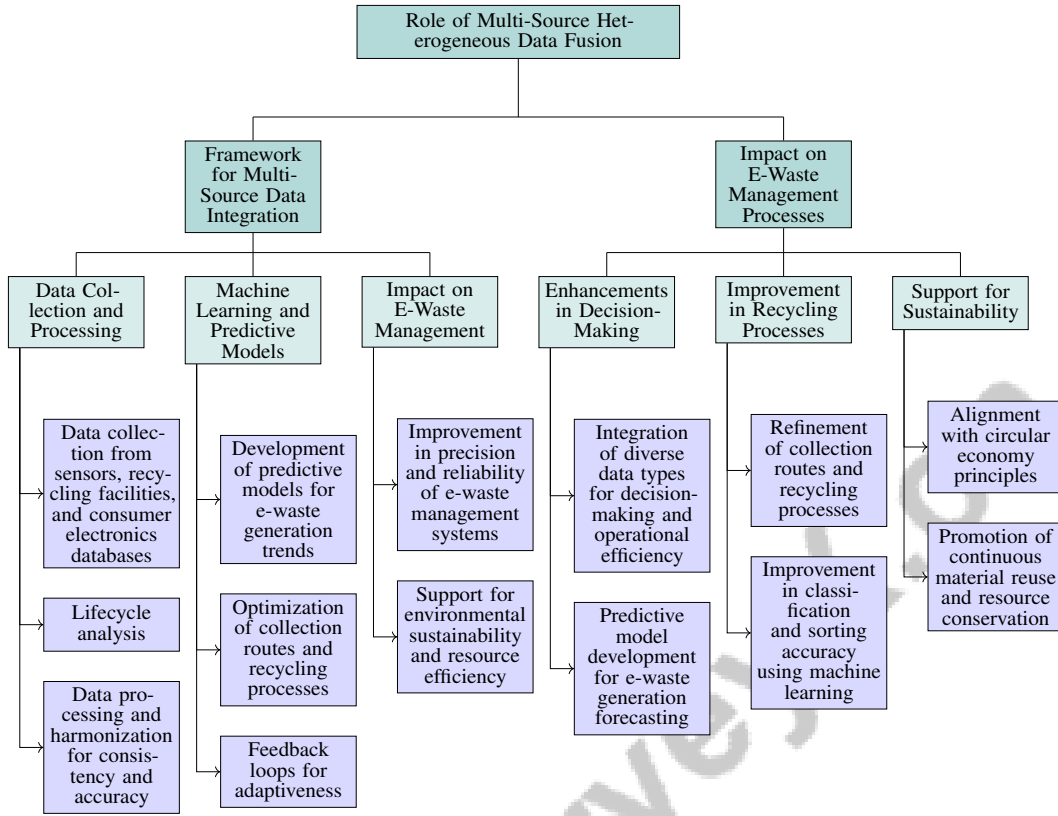 Role of Multi-Source Het-
erogeneous Data Fusion
Framework
for Multi-
Source Data
Integration
Impact on
E-Waste
Management
Processes
Data Col-
lection and
Processing
Machine
Learning and
Predictive
Models
Impact on
E-Waste
Management
Enhancements
in Decision-
Making
Improvement
in Recycling
Processes
Support for
Sustainability
Data collec-
tion from
sensors, recy-
cling facilities,
and consumer
electronics
databases
Lifecycle
analysis
Data pro-
cessing and
harmonization
for consis-
tency and
accuracy
Development
of predictive
models for
e-waste
generation
trends
Optimization
of collection
routes and
recycling
processes
Feedback
loops for
adaptiveness
Improvement
in precision
and reliability
of e-waste
management
systems
Support for
environmental
sustainability
and resource
efficiency
Integration
of diverse
data types
for decision-
making and
operational
efficiency
Predictive
model
development
for e-waste
generation
forecasting
Refinement
of collection
routes and
recycling
processes
Improvement
in classi-
fication
and sorting
accuracy
using machine
learning
Alignment
with circular
economy
principles
Promotion of
continuous
material reuse
and resource
conservation